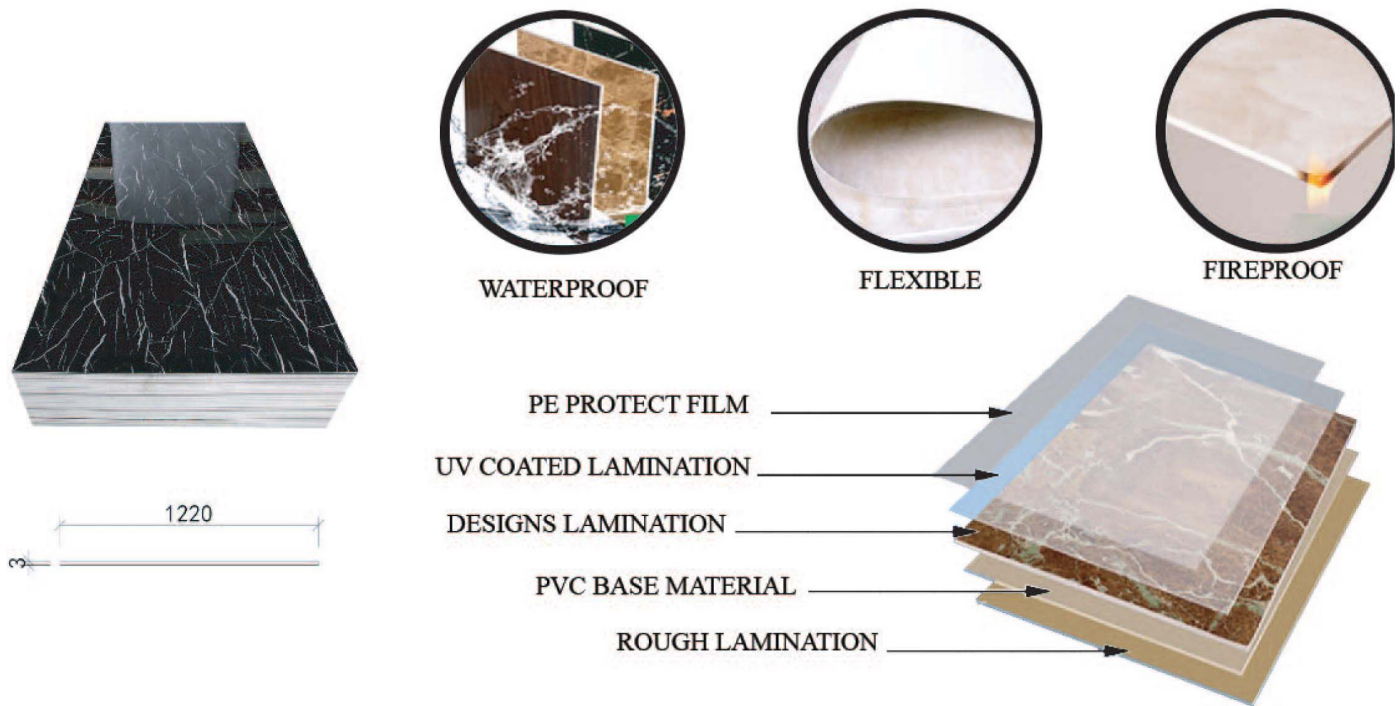 WATERPROOF
FLEXIBLE
FIREPROOF
PE PROTECT FILM
UV COATED LAMINATION
DESIGNS LAMINATION
PVC BASE MATERIAL
ROUGH LAMINATION
1220
3